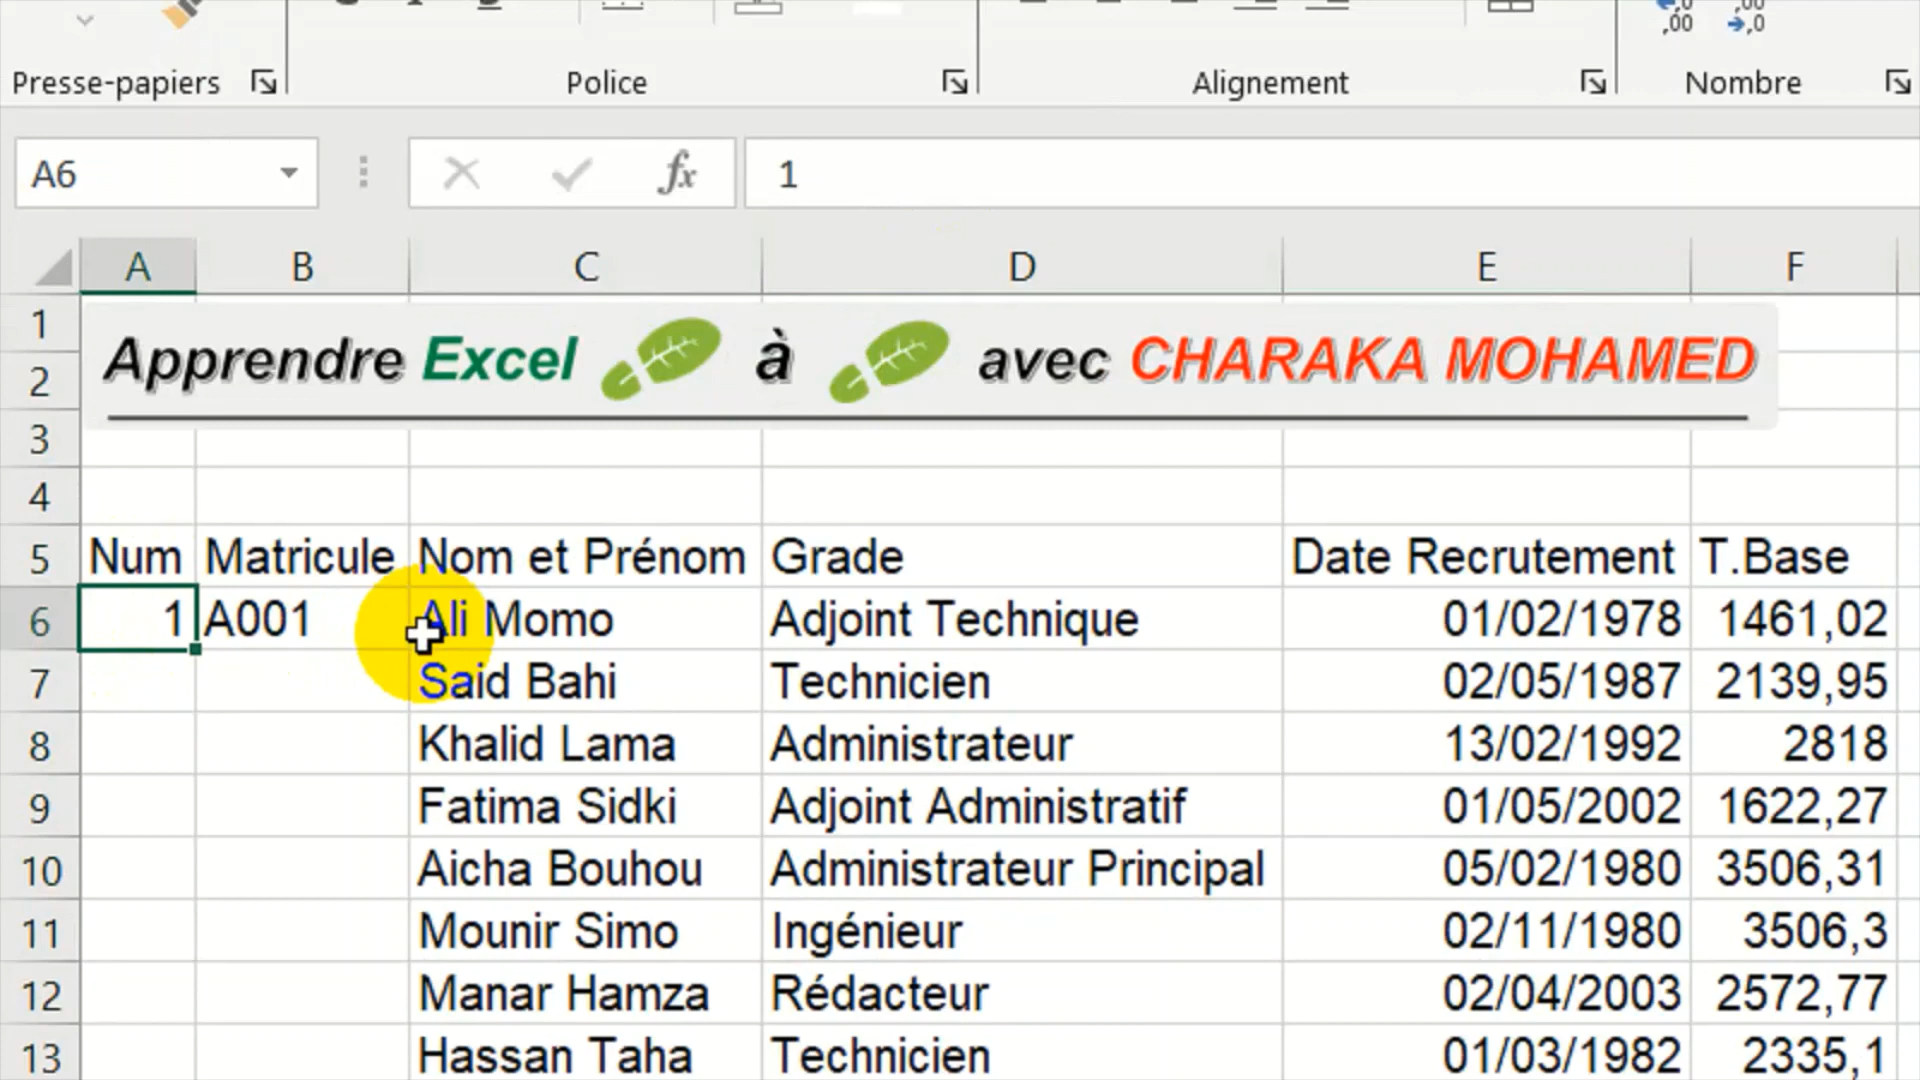 ,00 ,00
,0
Presse-papiers Police Alignement Nombre
A6 fx 1
A B C D E F
1
Apprendre Excel à avec CHARAKA MOHAMED
2
3
4
5 Num Matricule Nom et Prénom Grade Date Recrutement T.Base
6 1 A001 Ali Momo Adjoint Technique 01/02/1978 1461,02
7 Said Bahi Technicien 02/05/1987 2139,95
8 Khalid Lama Administrateur 13/02/1992 2818
9 Fatima Sidki Adjoint Administratif 01/05/2002 1622,27
10 Aicha Bouhou Administrateur Principal 05/02/1980 3506,31
11 Mounir Simo Ingénieur 02/11/1980 3506,3
12 Manar Hamza Rédacteur 02/04/2003 2572,77
13 Hassan Taha Technicien 01/03/1982 2335,1